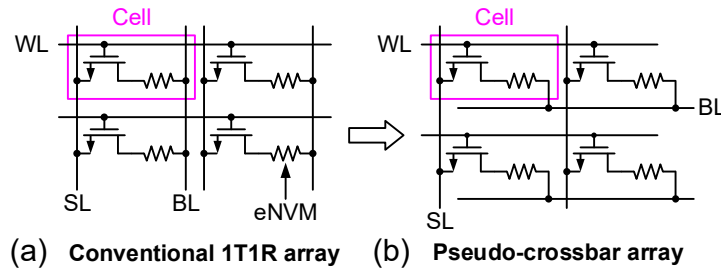 Cell
WL
SL
BL
eNVM
(a) Conventional 1T1R array
Cell
WL
BL
SL
(b) Pseudo-crossbar array